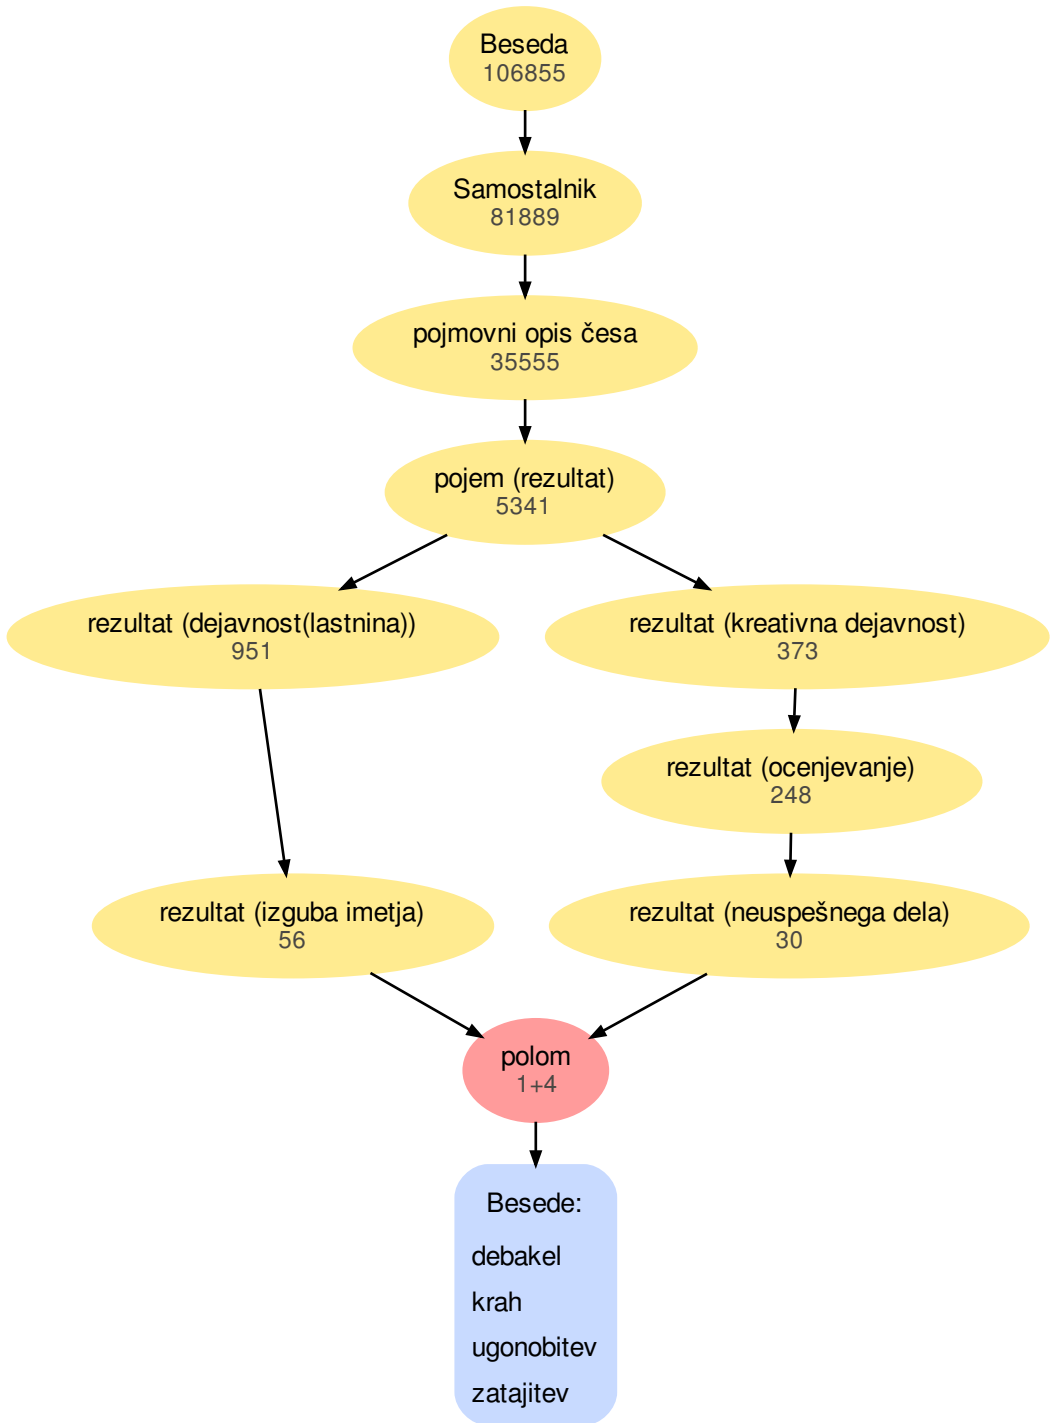 Beseda
106855
Samostalnik
81889
pojmovni opis česa
35555
pojem (rezultat)
5341
rezultat (dejavnost(lastnina))
951
rezultat (kreativna dejavnost)
373
rezultat (ocenjevanje)
248
rezultat (izguba imetja)
56
rezultat (neuspešnega dela)
30
polom
1+4
Besede:
debakel
krah
ugonobitev
zatajitev